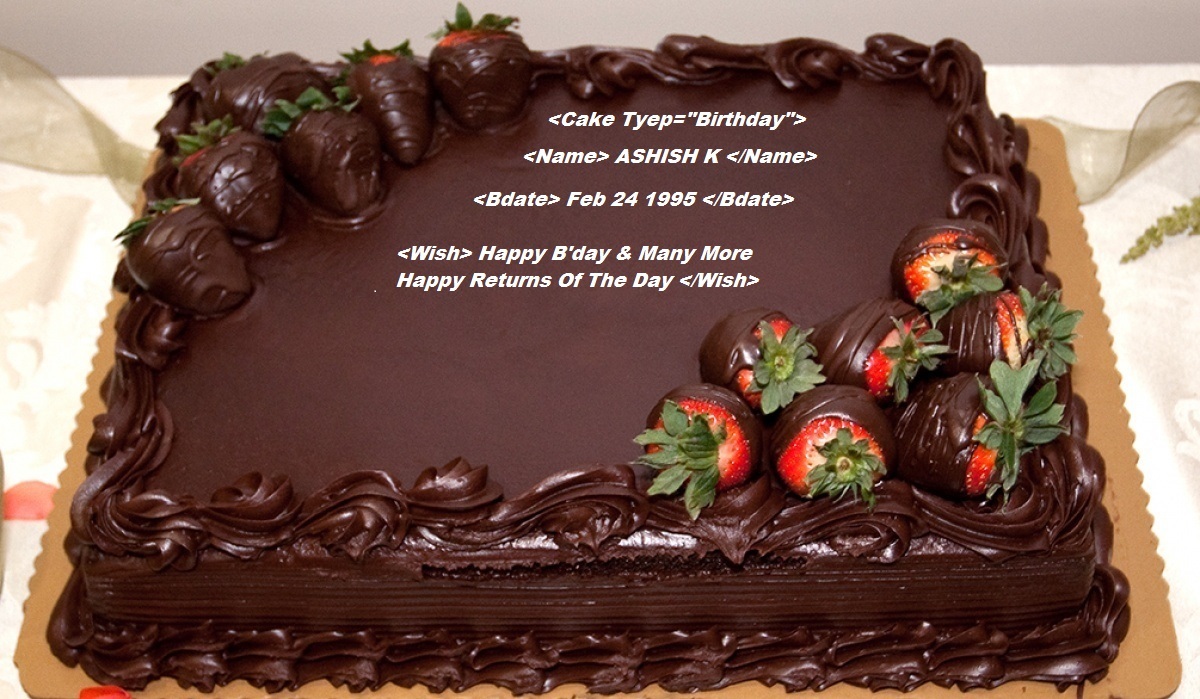 <Cake Tyep="Birthday">
<Name> ASHISH K </Name>
<Bdate> Feb 24 1995 </Bdate>
<Wish> Happy B'day & Many More
Happy Returns Of The Day </Wish>